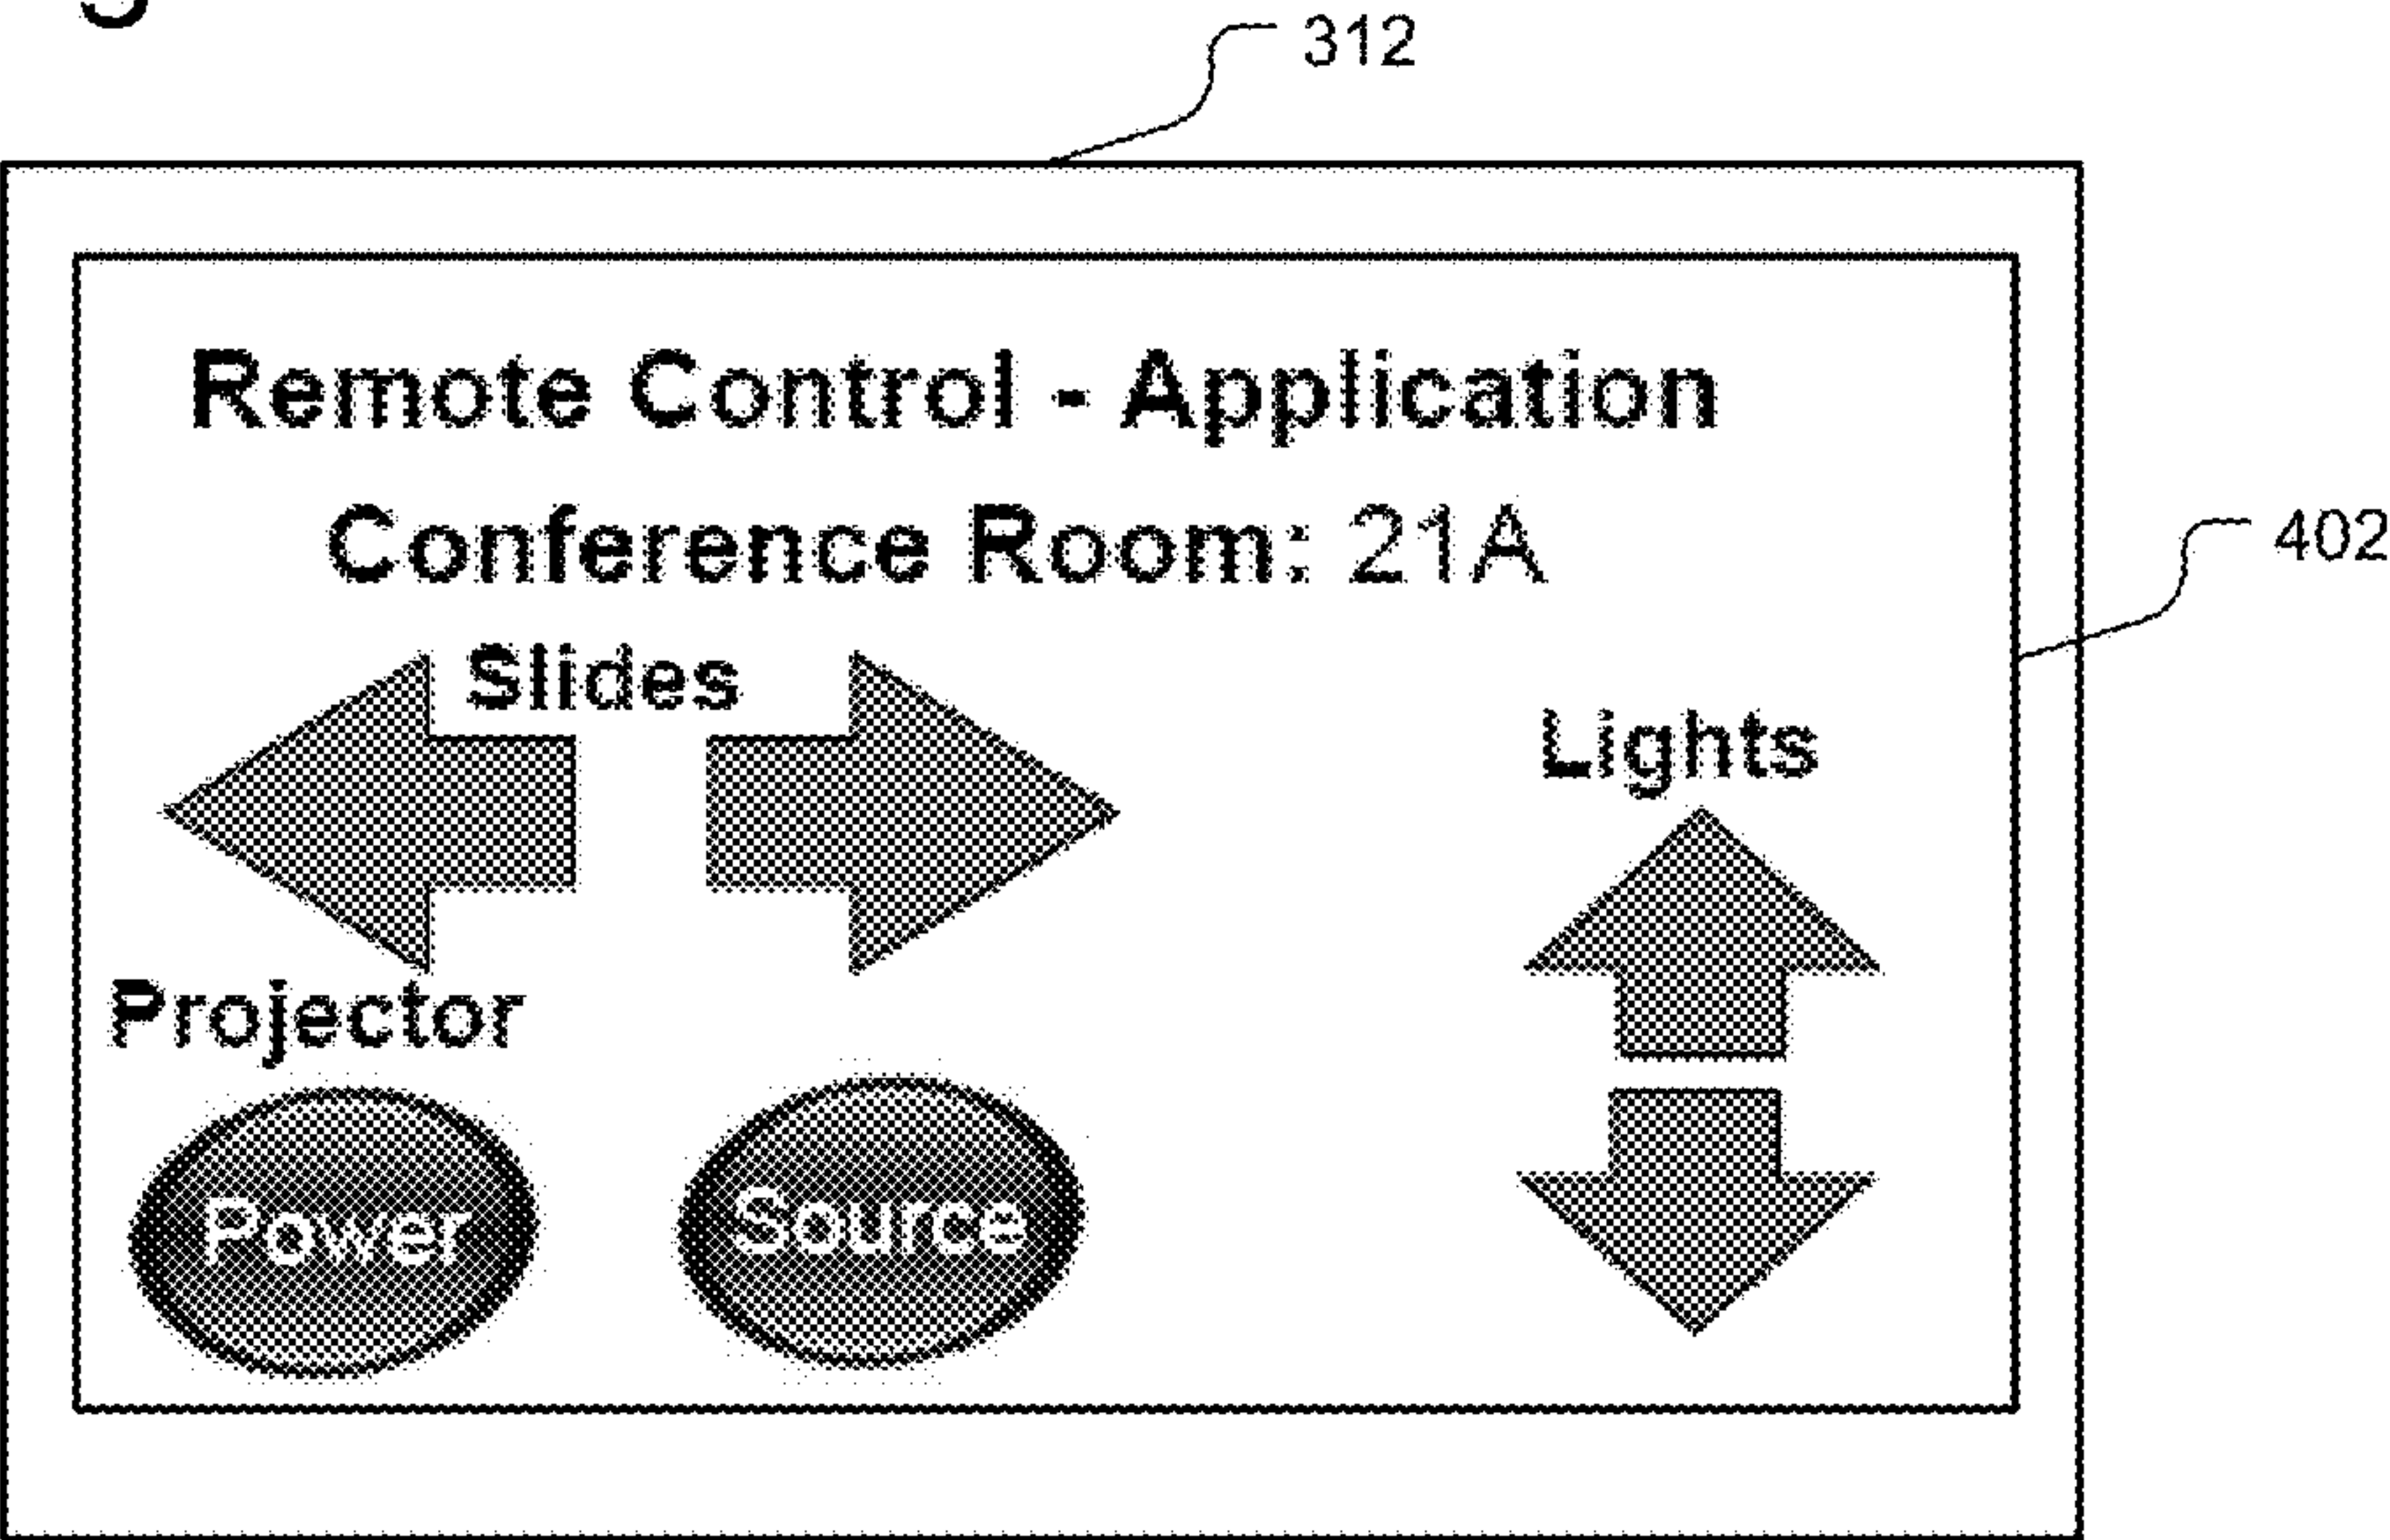 312
Remote Control - Application
Conference Room: 21A
402
Slides
Lights
Projector
Power
Source